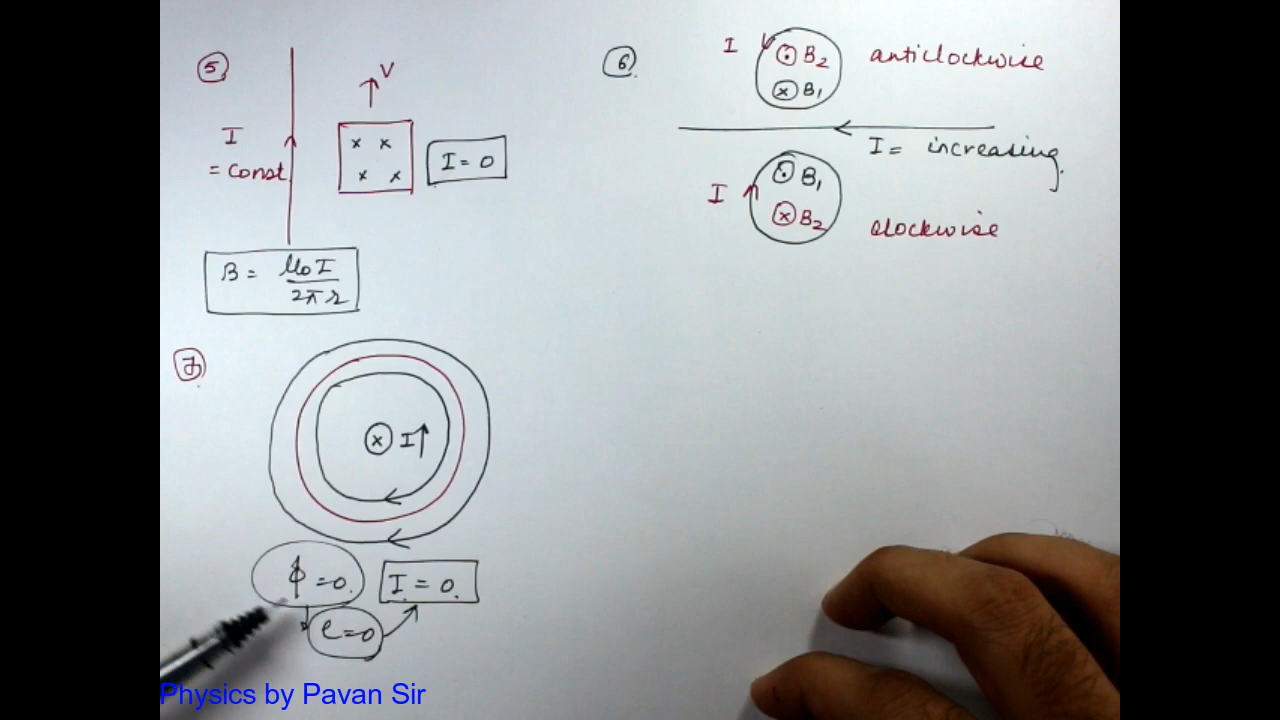 5
I
= const
V
x x
x x
I = 0
B = μ₀I / 2πr
6
I
⊙ B₂
anticlockwise
⊗ B₁
I = increasing
⊙ B₁
I
⊗ B₂
clockwise
7
⊗ I↑
ϕ = 0.
I = 0.
e = 0
Physics by Pavan Sir